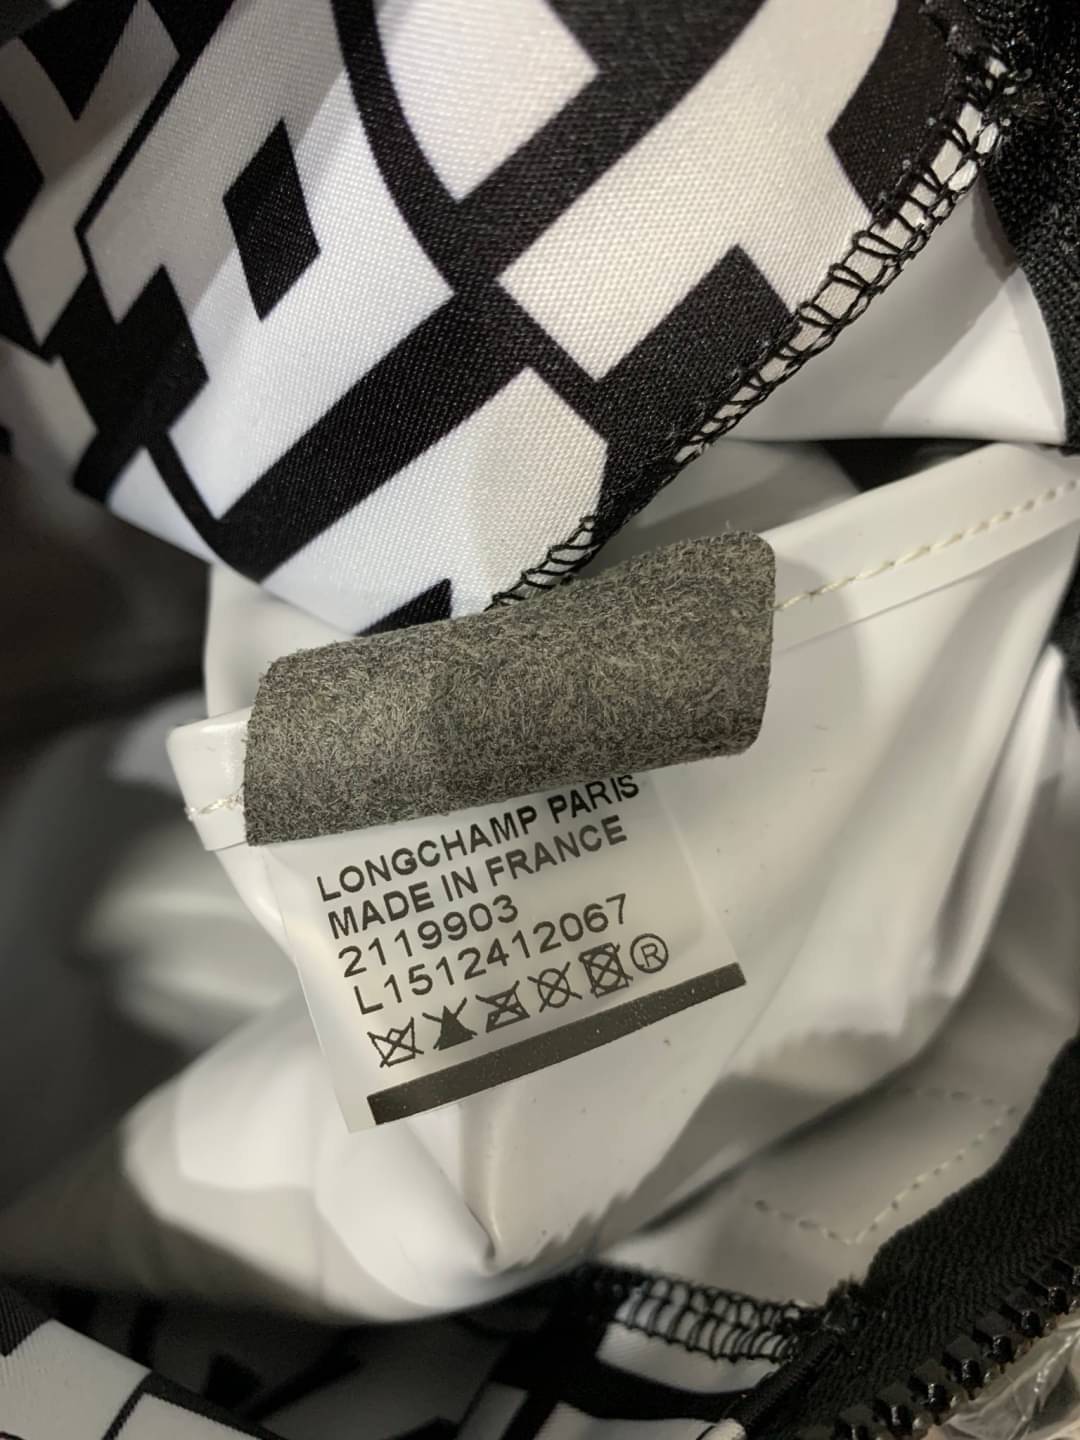 LONGCHAMP PARIS
MADE IN FRANCE
2119903
L1512412067
®